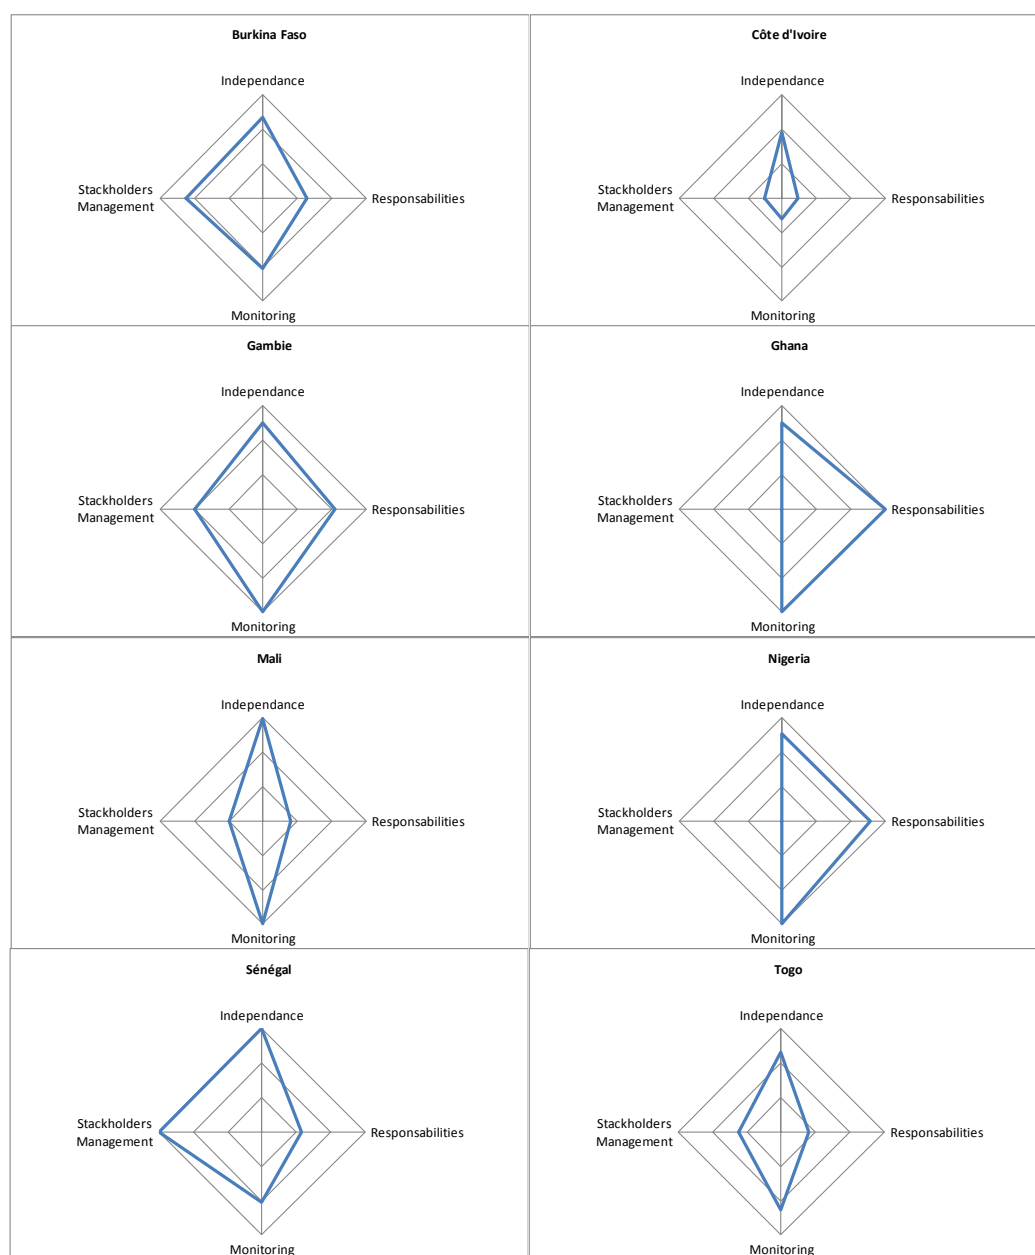 Burkina Faso
Independance
Stackholders
Management
Responsabilities
Monitoring
Côte d'Ivoire
Independance
Stackholders
Management
Responsabilities
Monitoring
Gambie
Independance
Stackholders
Management
Responsabilities
Monitoring
Ghana
Independance
Stackholders
Management
Responsabilities
Monitoring
Mali
Independance
Stackholders
Management
Responsabilities
Monitoring
Nigeria
Independance
Stackholders
Management
Responsabilities
Monitoring
Sénégal
Independance
Stackholders
Management
Responsabilities
Monitoring
Togo
Independance
Stackholders
Management
Responsabilities
Monitoring